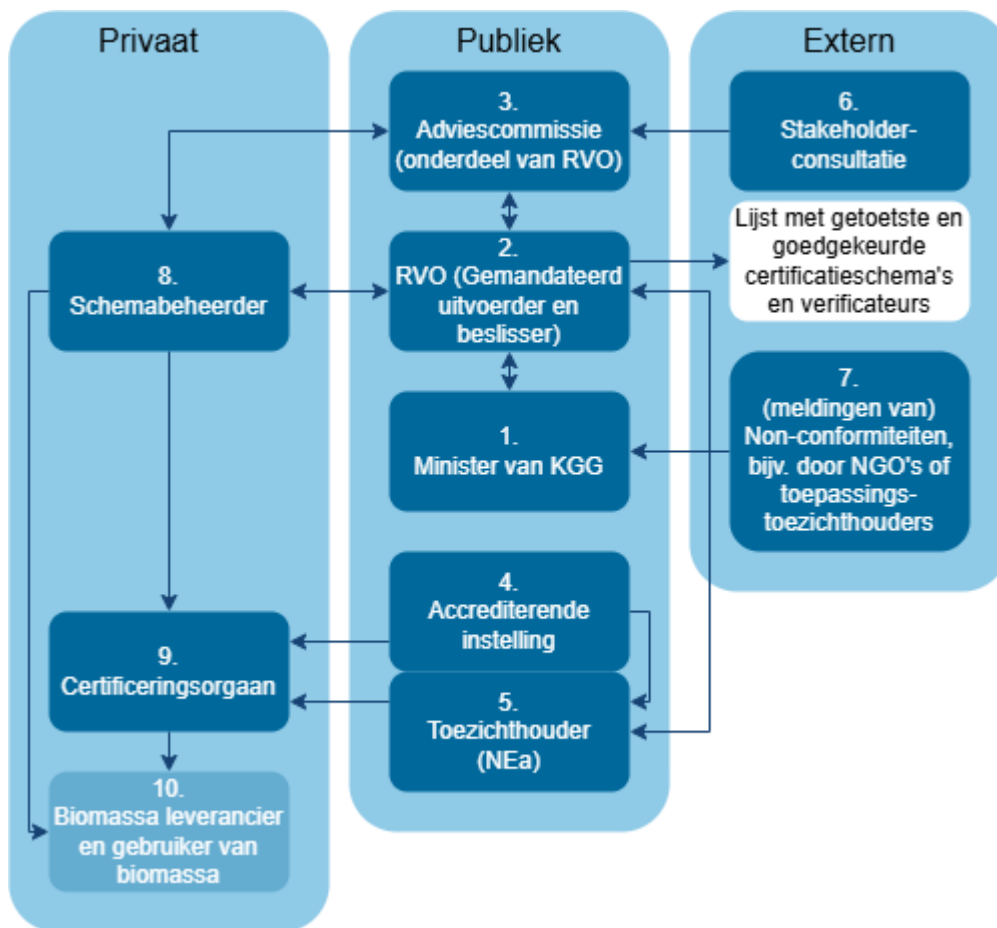 Privaat
8.
Schemabeheerder
9.
Certificeringsorgaan
10.
Biomassa leverancier
en gebruiker van
biomassa
Publiek
3.
Adviescommissie
(onderdeel van RVO)
2.
RVO (Gemandateerd
uitvoerder en
beslisser)
1.
Minister van KGG
4.
Accrediterende
instelling
5.
Toezichthouder
(NEa)
Extern
6.
Stakeholder-
consultatie
Lijst met getoetste en
goedgekeurde
certificatieschema's
en verificateurs
7.
(meldingen van)
Non-conformiteiten,
bijv. door NGO's of
toepassings-
toezichthouders